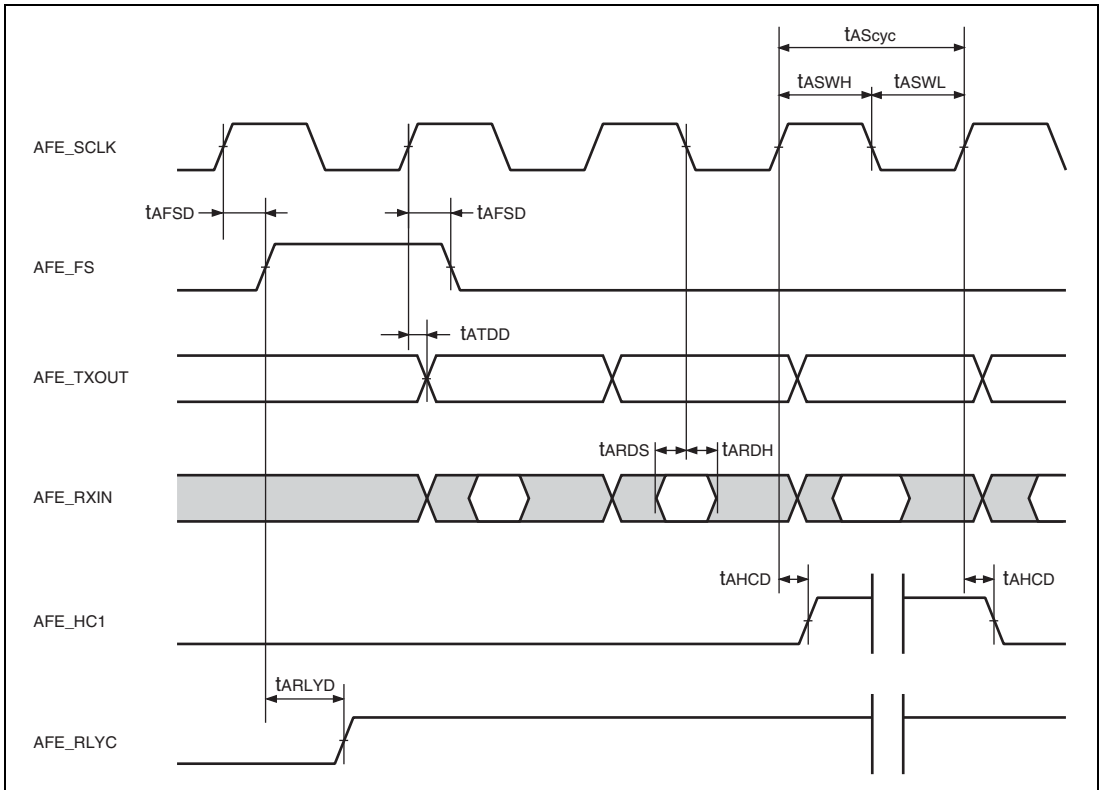 tAScyc
tASWH
tASWL
AFE_SCLK
tAFSD
tAFSD
AFE_FS
tATDD
AFE_TXOUT
tARDS
tARDH
AFE_RXIN
tAHCD
tAHCD
AFE_HC1
tARLYD
AFE_RLYC